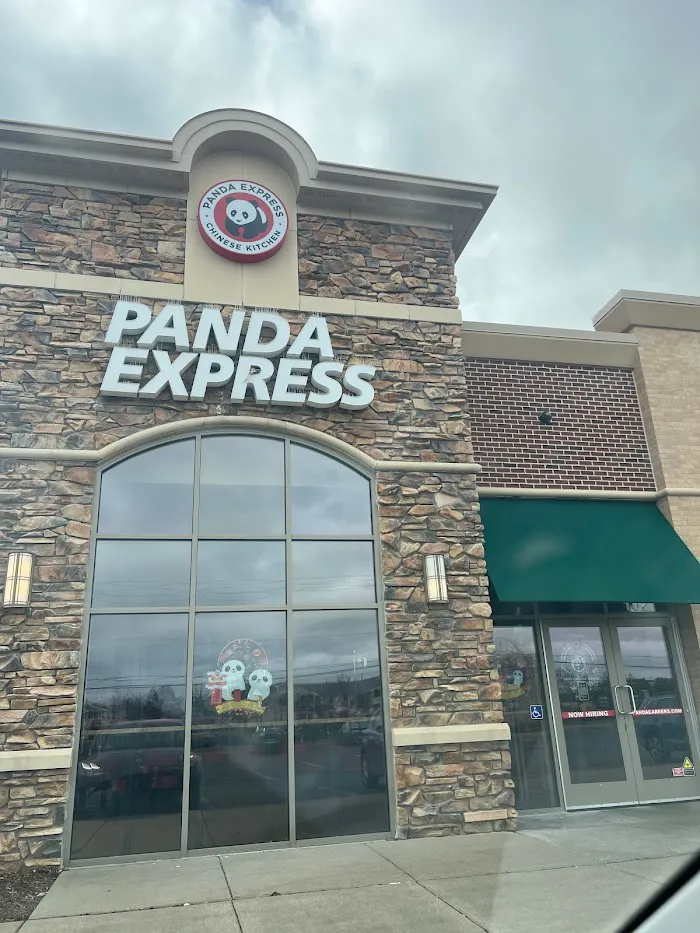 PANDA EXPRESS
CHINESE KITCHEN
PANDA
EXPRESS
NOW HIRING
PANDACAREERS.COM